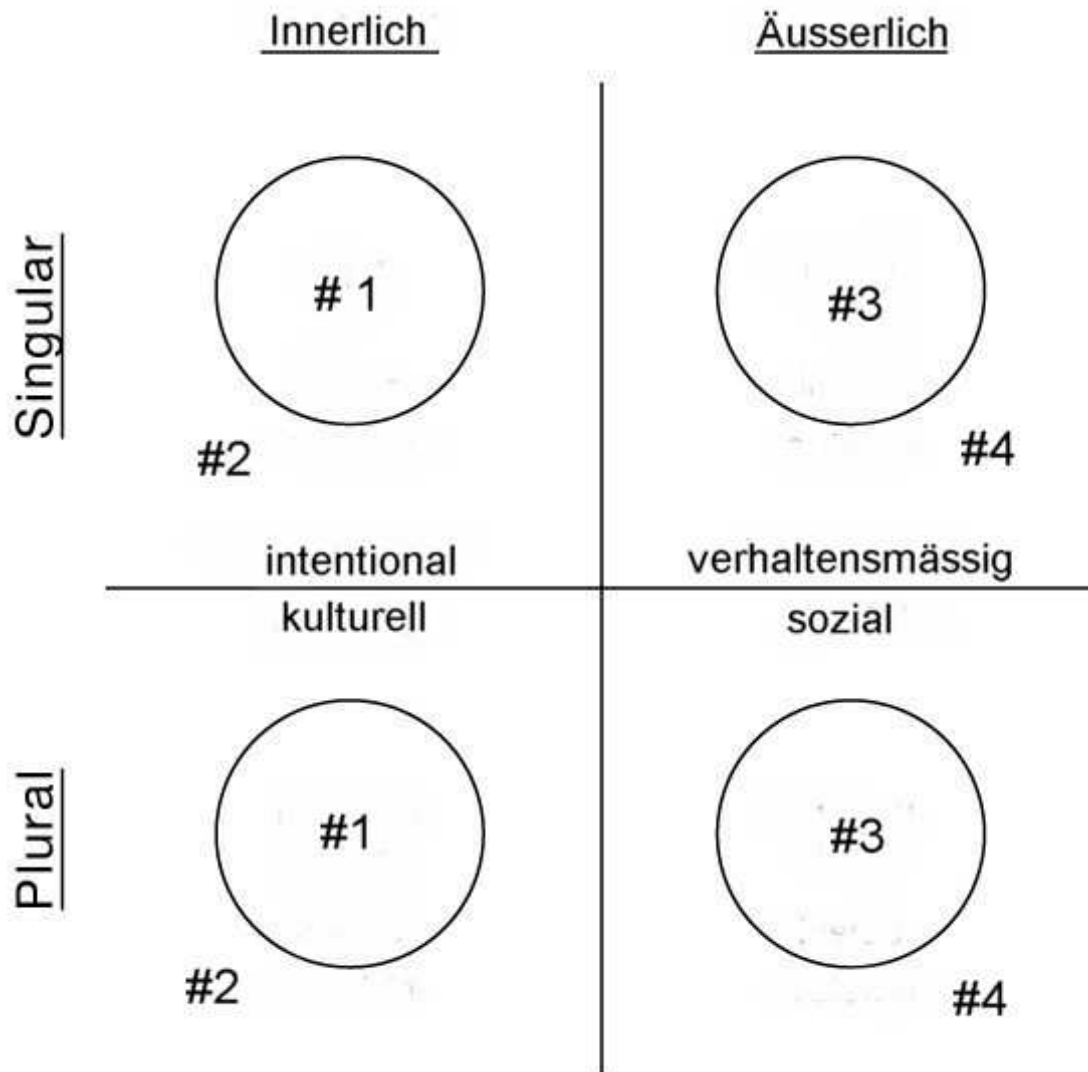 Innerlich
Äusserlich
Singular
# 1
#3
#2
#4
intentional
verhaltensmässig
kulturell
sozial
Plural
#1
#3
#2
#4